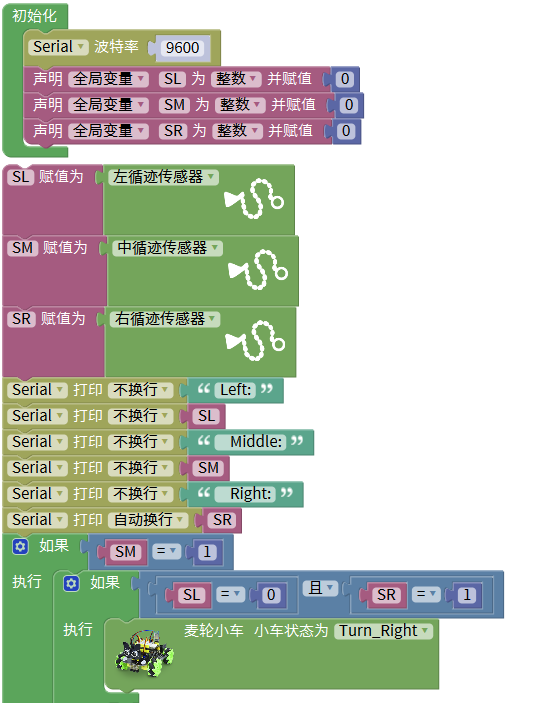 初始化
Serial 波特率 9600
声明 全局变量 SL 为 整数 并赋值 0
声明 全局变量 SM 为 整数 并赋值 0
声明 全局变量 SR 为 整数 并赋值 0
SL 赋值为 左循迹传感器
SM 赋值为 中循迹传感器
SR 赋值为 右循迹传感器
Serial 打印 不换行 “ Left: ”
Serial 打印 不换行 SL
Serial 打印 不换行 “ Middle: ”
Serial 打印 不换行 SM
Serial 打印 不换行 “ Right: ”
Serial 打印 自动换行 SR
如果 SM = 1
执行 如果 SL = 0 且 SR = 1
执行 麦轮小车 小车状态为 Turn_Right